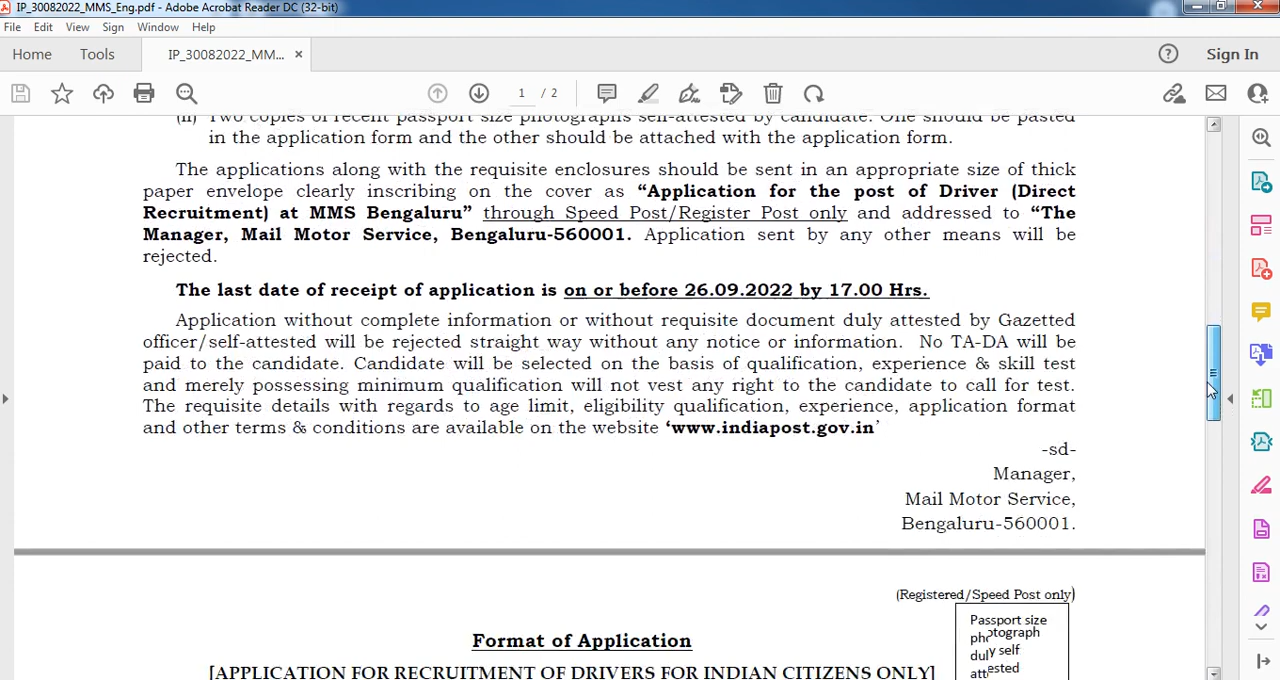 IP_30082022_MMS_Eng.pdf - Adobe Acrobat Reader DC (32-bit)
File Edit View Sign Window Help
Home Tools IP_30082022_MM... × Sign In
1 / 2
(ii) Two copies of recent passport size photographs self-attested by candidate. One should be pasted
in the application form and the other should be attached with the application form.
The applications along with the requisite enclosures should be sent in an appropriate size of thick
paper envelope clearly inscribing on the cover as “Application for the post of Driver (Direct
Recruitment) at MMS Bengaluru” through Speed Post/Register Post only and addressed to “The
Manager, Mail Motor Service, Bengaluru-560001. Application sent by any other means will be
rejected.
The last date of receipt of application is on or before 26.09.2022 by 17.00 Hrs.
Application without complete information or without requisite document duly attested by Gazetted
officer/self-attested will be rejected straight way without any notice or information. No TA-DA will be
paid to the candidate. Candidate will be selected on the basis of qualification, experience & skill test
and merely possessing minimum qualification will not vest any right to the candidate to call for test.
The requisite details with regards to age limit, eligibility qualification, experience, application format
and other terms & conditions are available on the website ‘www.indiapost.gov.in’
-sd-
Manager,
Mail Motor Service,
Bengaluru-560001.
(Registered/Speed Post only)
Passport size
photograph
duly self
attested
Format of Application
[APPLICATION FOR RECRUITMENT OF DRIVERS FOR INDIAN CITIZENS ONLY]